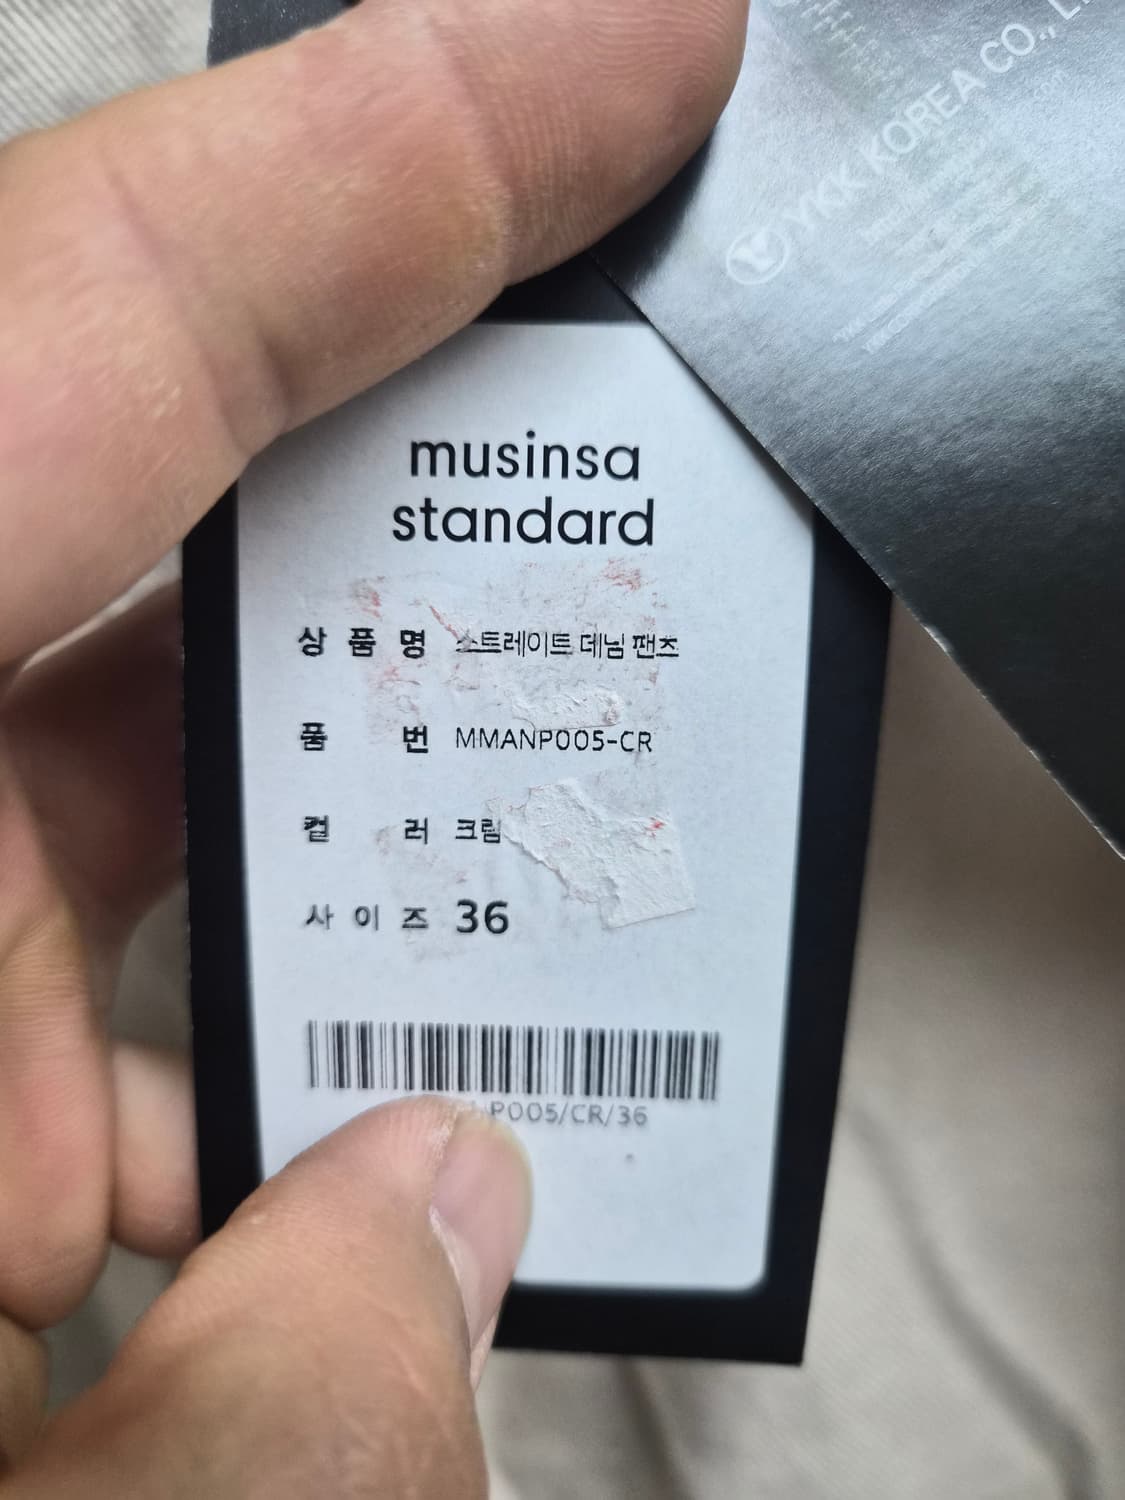 YKK KOREA CO.,
musinsa
standard
상 품 명 스트레이트 데님 팬츠
품 번 MMANP005-CR
컬 러 크림
사 이 즈 36
NP005/CR/36